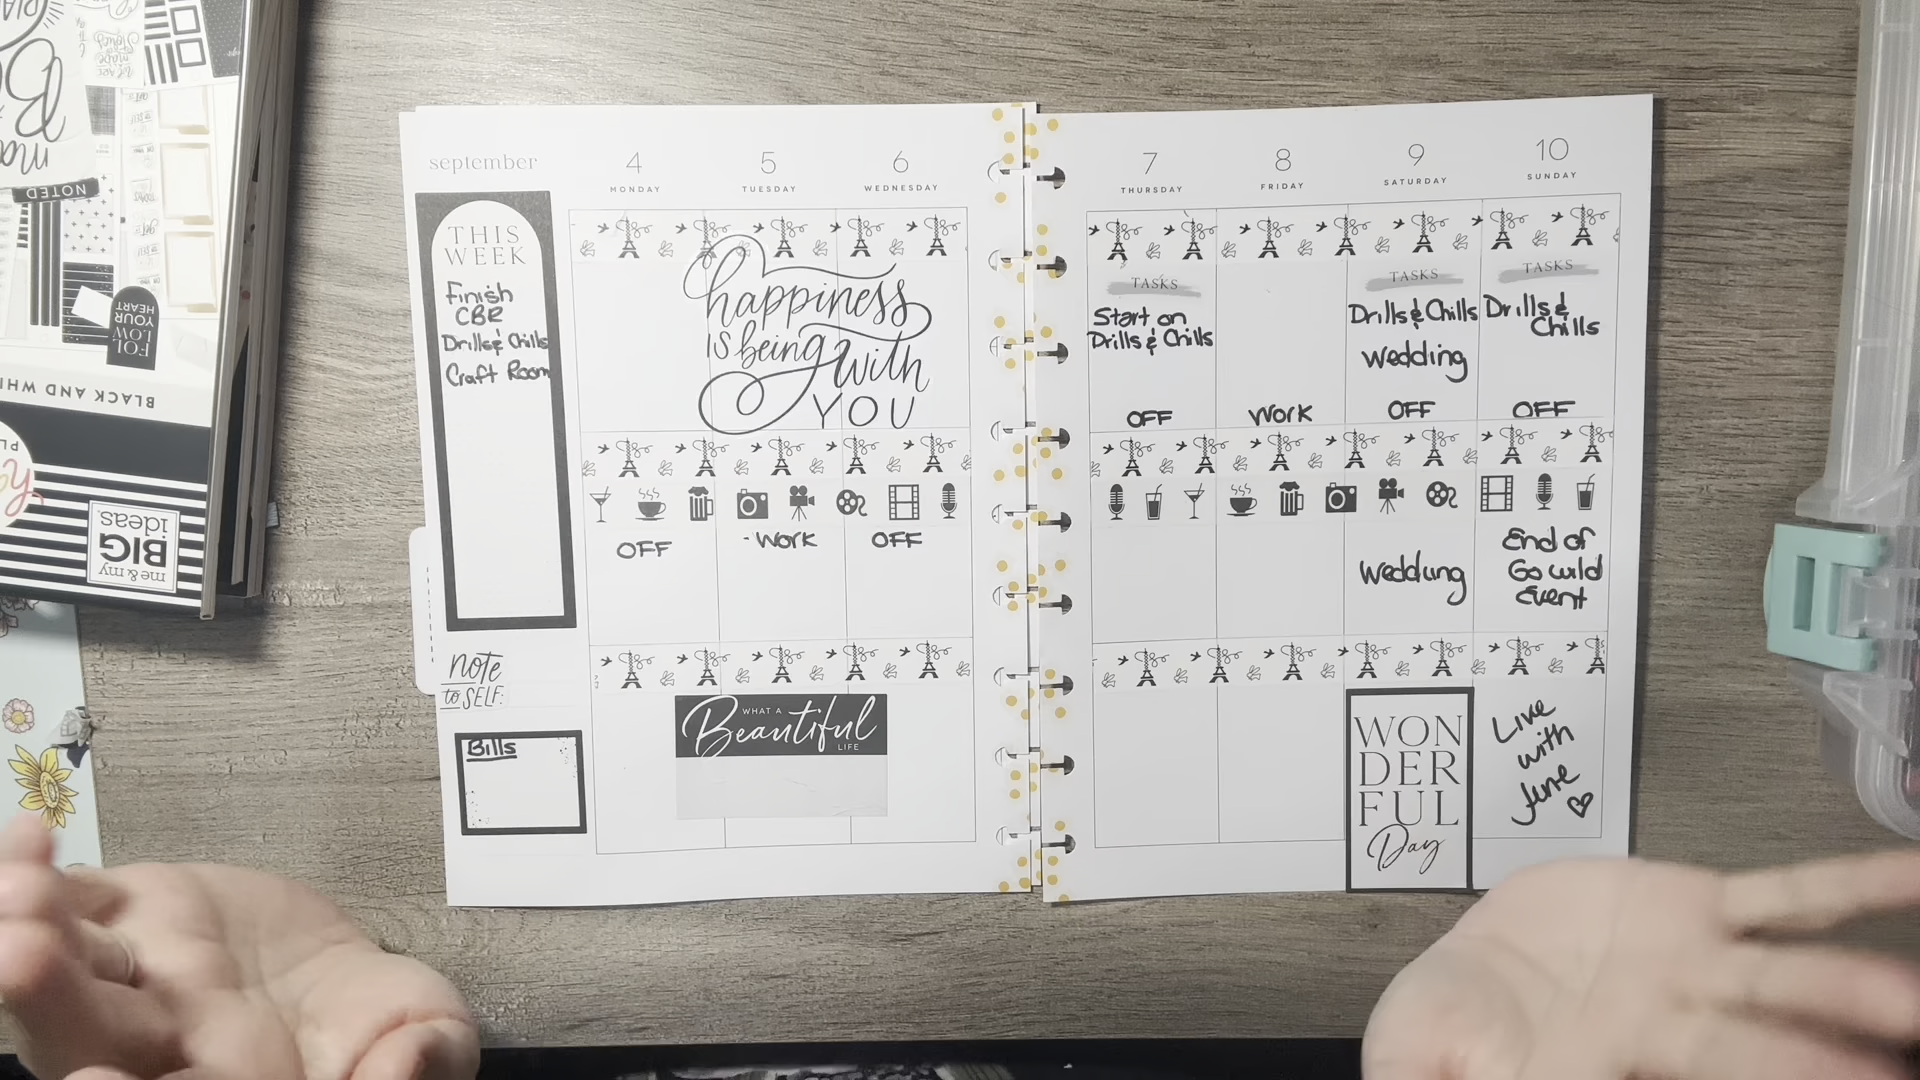 september
4
MONDAY
5
TUESDAY
6
WEDNESDAY
7
THURSDAY
8
FRIDAY
9
SATURDAY
10
SUNDAY
THIS
WEEK
Finish
CBR
Drills & Chills
Craft Room
happiness
IS being
with
YOU
OFF
- Work
OFF
note
to SELF:
Bills
WHAT A
Beautiful
LIFE
TASKS
Start on
Drills & Chills
OFF
Work
TASKS
Drills & Chills
Wedding
OFF
TASKS
Drills &
Chills
OFF
Wedding
End of
Go wild
Event
WON
DER
FUL
Day
Live
with
June
NOTED
FOL
LOW
YOUR
HEART
BLACK AND WHI
me & my
BIG
ideas.